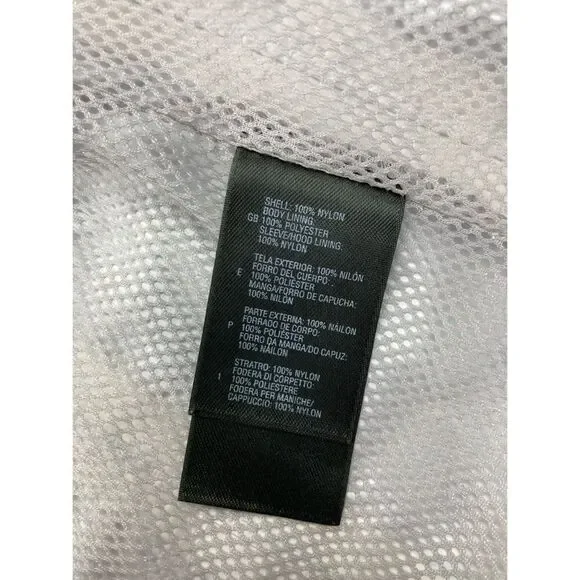 SHELL: 100% NYLON
BODY LINING:
GB 100% POLYESTER
SLEEVE/HOOD LINING:
100% NYLON
TELA EXTERIOR: 100% NILÓN
FORRO DEL CUERPO:
E 100% POLIÉSTER
MANGA/FORRO DE CAPUCHA:
100% NILÓN
PARTE EXTERNA: 100% NÁILON
FORRADO DE CORPO:
P 100% POLIÉSTER
FORRO DA MANGA/DO CAPUZ:
100% NÁILON
STRATRO: 100% NYLON
FODERA DI CORPETTO:
I 100% POLIESTERE
FODERA PER MANICHE/
CAPPUCCIO: 100% NYLON